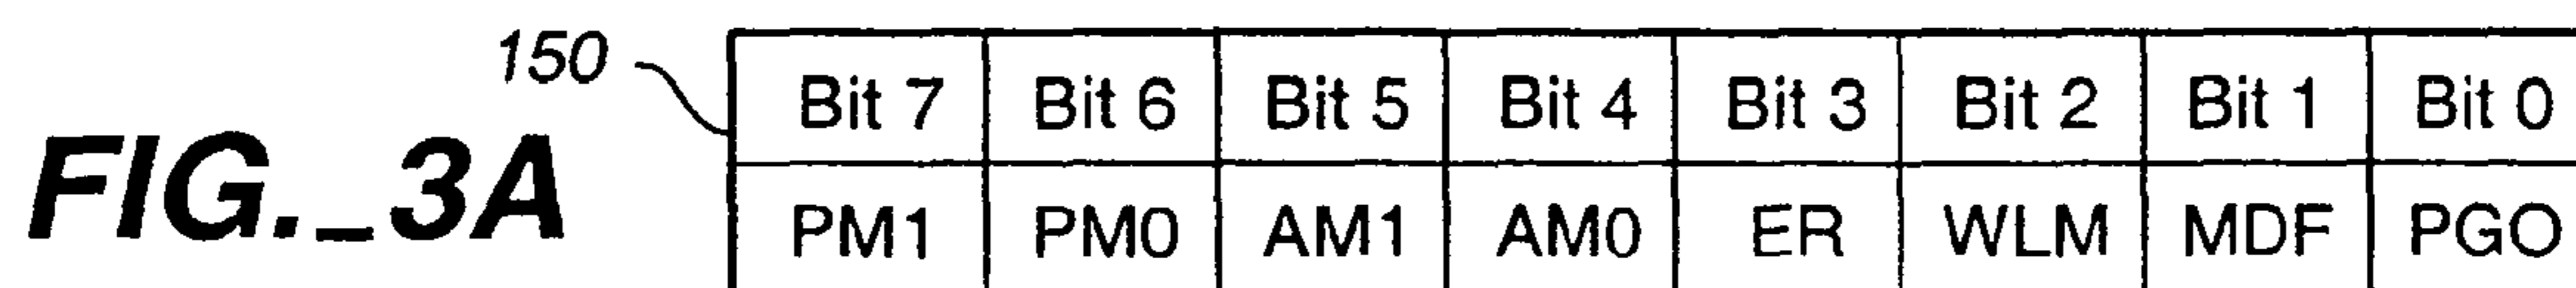 150
Bit 7 Bit 6 Bit 5 Bit 4 Bit 3 Bit 2 Bit 1 Bit 0
FIG._3A
PM1 PM0 AM1 AM0 ER WLM MDF PGO